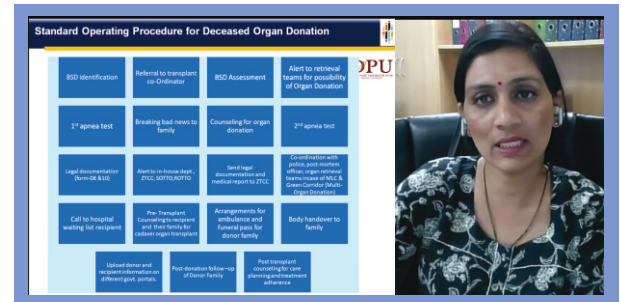 Standard Operating Procedure for Deceased Organ Donation
BSD Identification
Referral to transplant
co-Ordinator
BSD Assessment
Alert to retrieval
teams for possibility
of Organ Donation
1st apnea test
Breaking bad news to
family
Counseling for organ
donation
2nd apnea test
Legal documentation
(form-08 &10)
Alert to in-house dept.,
ZTCC, SOTTO,ROTTO
Send legal
documentation and
medical report to ZTCC
Co-ordination with
police, post-mortem
officer, organ retrieval
teams incase of MLC &
Green Corridor (Multi-
Organ Donation)
Call to hospital
waiting list recipient
Pre- Transplant
Counseling to recipient
and their family for
cadaver organ transplant
Arrangements for
ambulance and
funeral pass for
donor family
Body handover to
family
Upload donor and
recipient information on
different govt. portals.
Post-donation follow–up
of Donor Family
Post transplant
counseling for care
planning and treatment
adherence
DPU